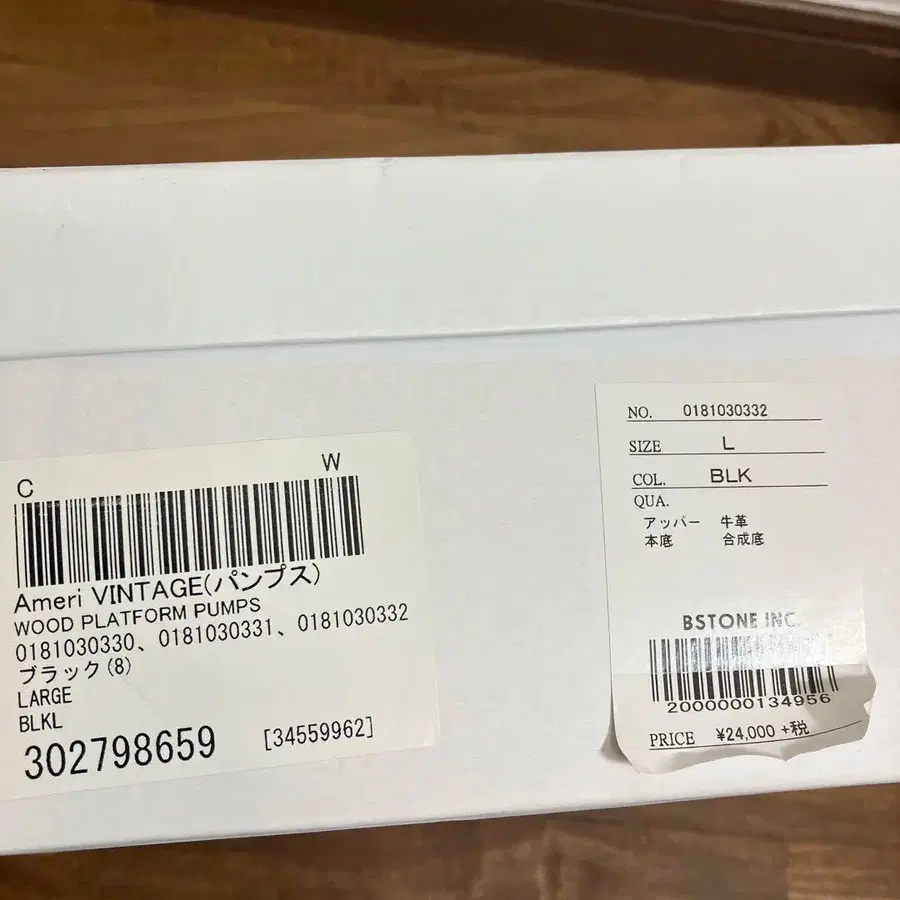 C W
Ameri VINTAGE(パンプス)
WOOD PLATFORM PUMPS
0181030330、0181030331、0181030332
ブラック(8)
LARGE
BLKL
302798659 [34559962]
NO. 0181030332
SIZE L
COL. BLK
QUA.
アッパー 牛革
本底 合成底
BSTONE INC.
2000000134956
PRICE ¥24,000 +税